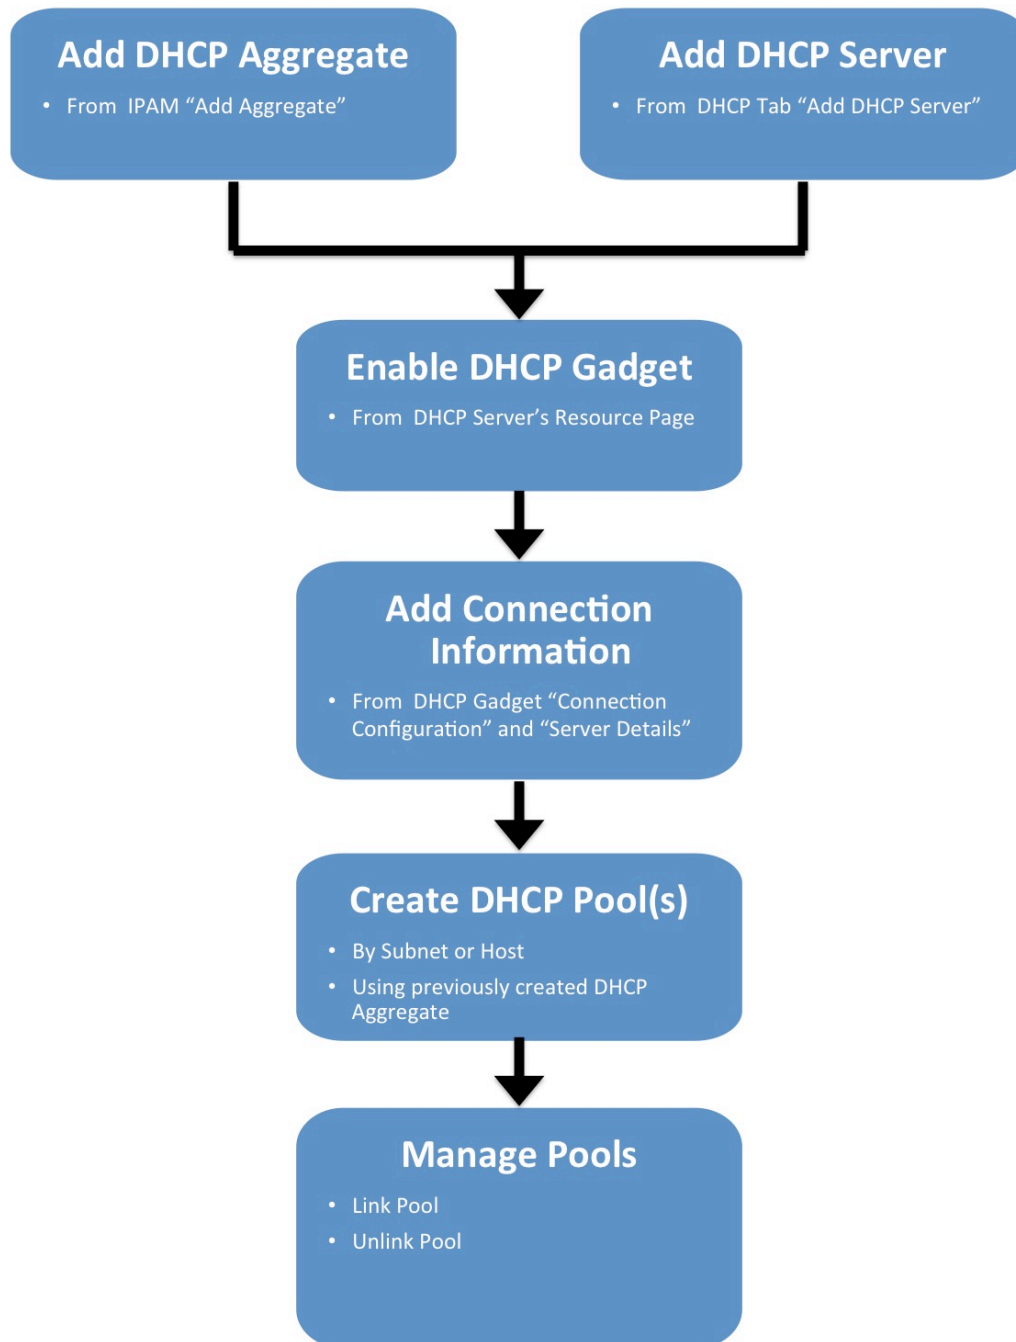 Add DHCP Aggregate
• From IPAM “Add Aggregate”
Add DHCP Server
• From DHCP Tab “Add DHCP Server”
Enable DHCP Gadget
• From DHCP Server’s Resource Page
Add Connection
Information
• From DHCP Gadget “Connection
Configuration” and “Server Details”
Create DHCP Pool(s)
• By Subnet or Host
• Using previously created DHCP
Aggregate
Manage Pools
• Link Pool
• Unlink Pool